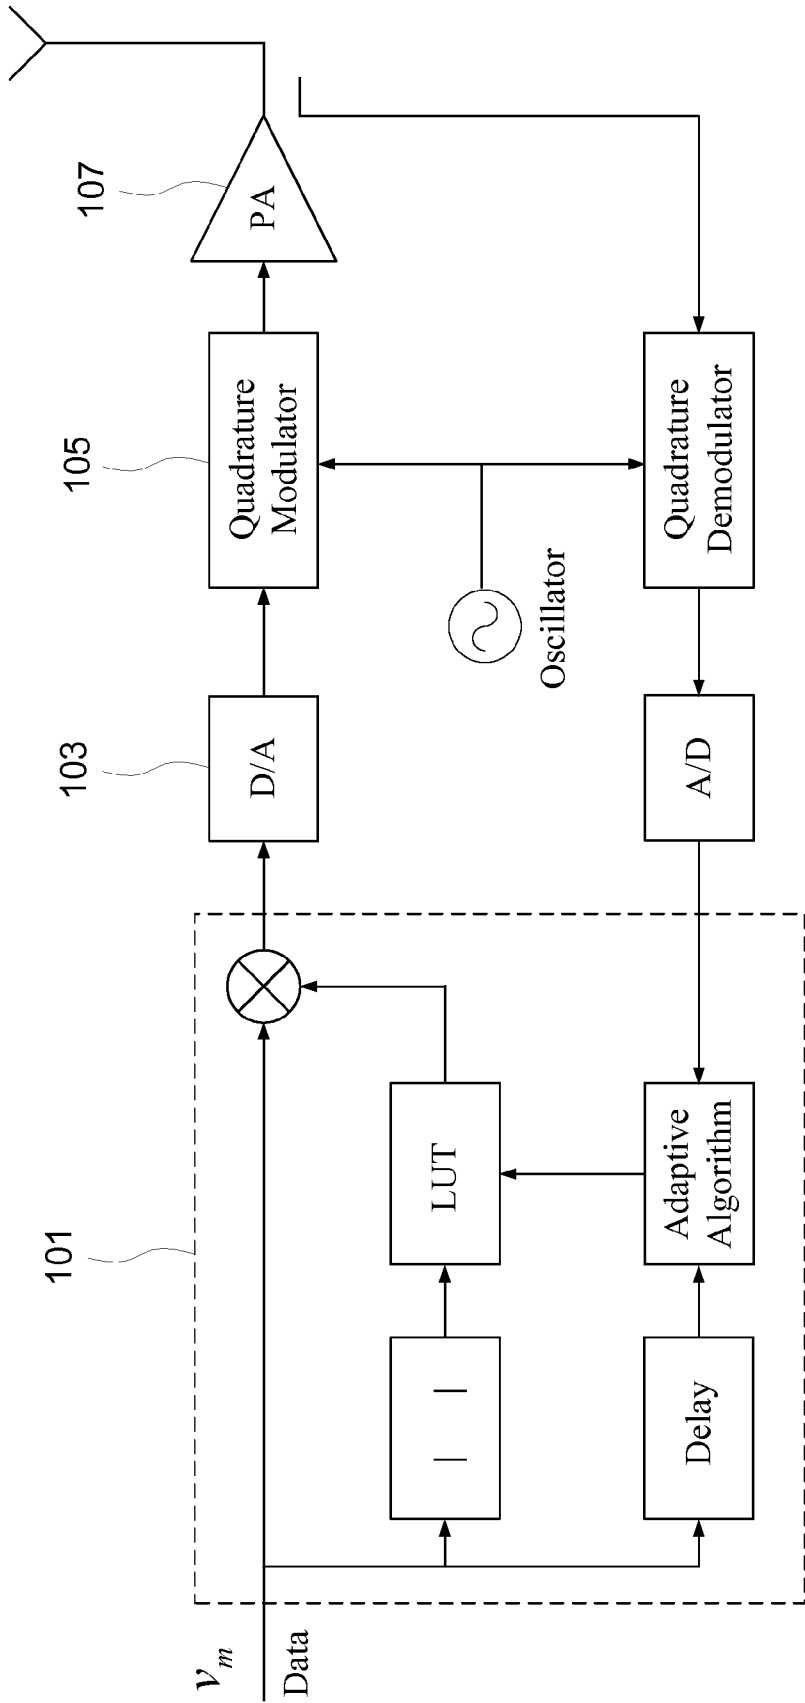 v_m
Data
101
103
105
107
D/A
Quadrature
Modulator
PA
| |
LUT
Oscillator
Delay
Adaptive
Algorithm
A/D
Quadrature
Demodulator